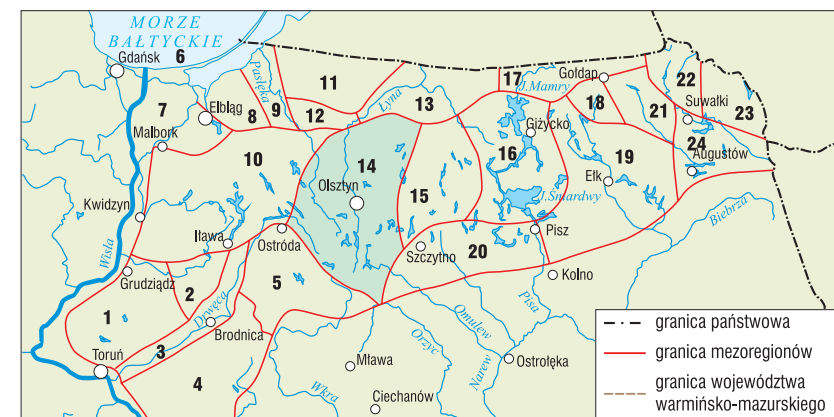 MORZE
BAŁTYCKIE
6
Gdańsk
Pasłęka
11
17
Gołdap
22
J.Mamry
7
Elbląg
8
9
12
Łyna
13
18
21
Suwałki
23
Malbork
Giżycko
10
14
16
19
24
Augustów
Olsztyn
15
Ełk
J.Śniardwy
Kwidzyn
Biebrza
Wisła
Iława
Ostróda
Pisz
Szczytno
20
Grudziądz
Kolno
2
5
1
Drwęca
Omulew
Pisa
Brodnica
granica państwowa
3
Orzyc
Toruń
Mława
Narew
Ostrołęka
granica mezoregionów
4
Wkra
Ciechanów
granica województwa
warmińsko-mazurskiego